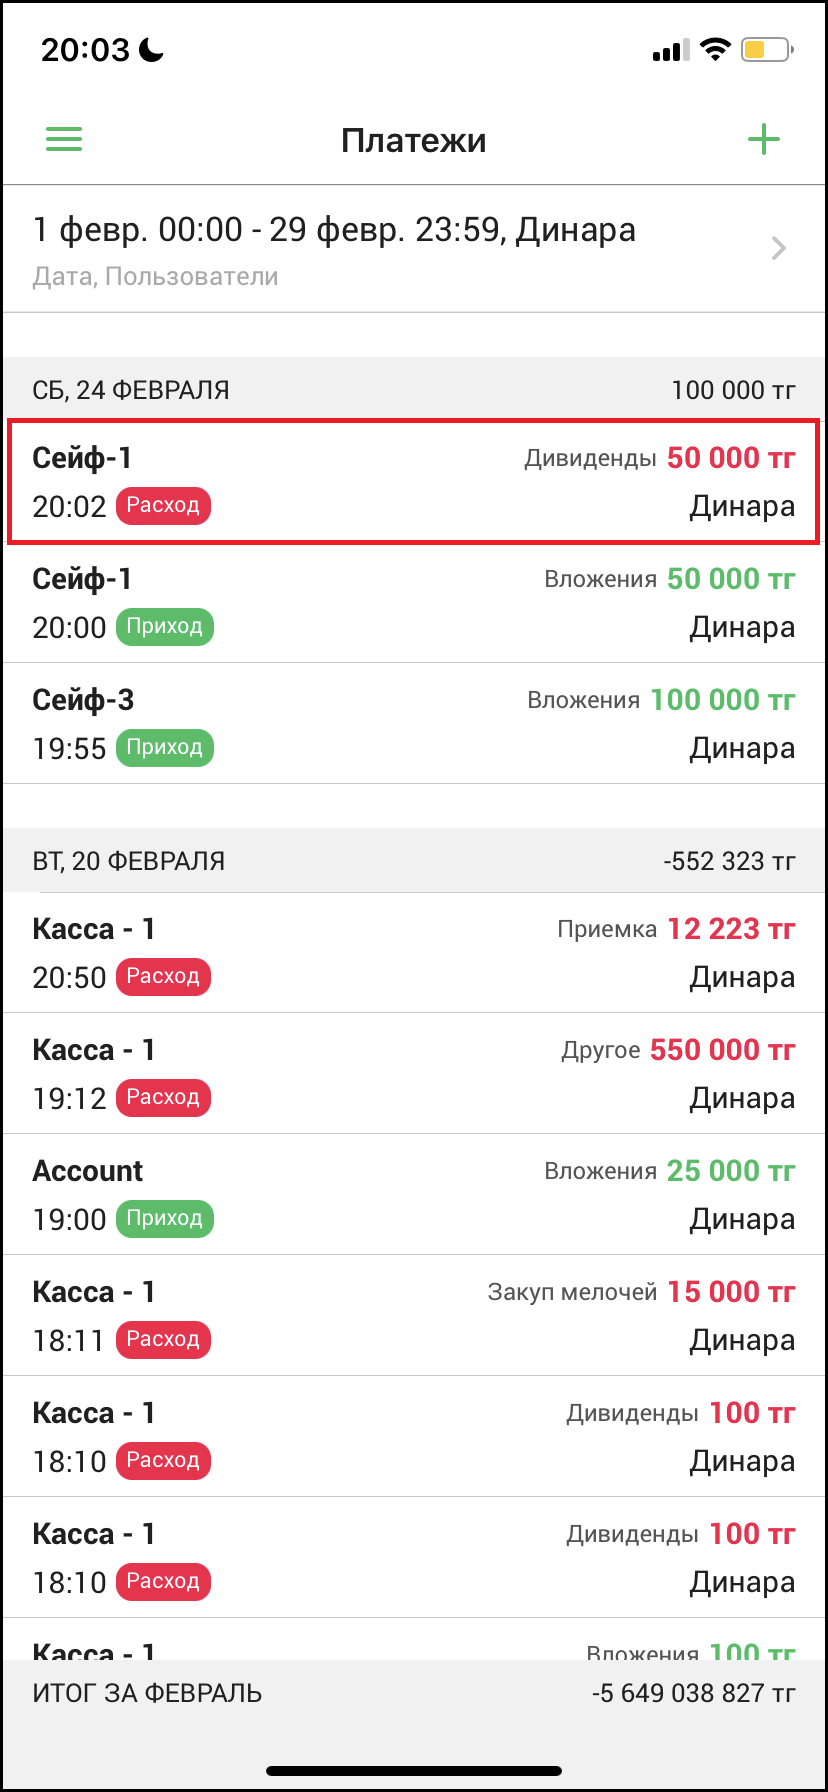 20:03
Платежи
1 февр. 00:00 - 29 февр. 23:59, Динара
Дата, Пользователи
СБ, 24 ФЕВРАЛЯ 100 000 тг
Сейф-1 Дивиденды 50 000 тг
20:02 Расход Динара
Сейф-1 Вложения 50 000 тг
20:00 Приход Динара
Сейф-3 Вложения 100 000 тг
19:55 Приход Динара
ВТ, 20 ФЕВРАЛЯ -552 323 тг
Касса - 1 Приемка 12 223 тг
20:50 Расход Динара
Касса - 1 Другое 550 000 тг
19:12 Расход Динара
Account Вложения 25 000 тг
19:00 Приход Динара
Касса - 1 Закуп мелочей 15 000 тг
18:11 Расход Динара
Касса - 1 Дивиденды 100 тг
18:10 Расход Динара
Касса - 1 Дивиденды 100 тг
18:10 Расход Динара
Касса - 1 Вложения 100 тг
ИТОГ ЗА ФЕВРАЛЬ -5 649 038 827 тг